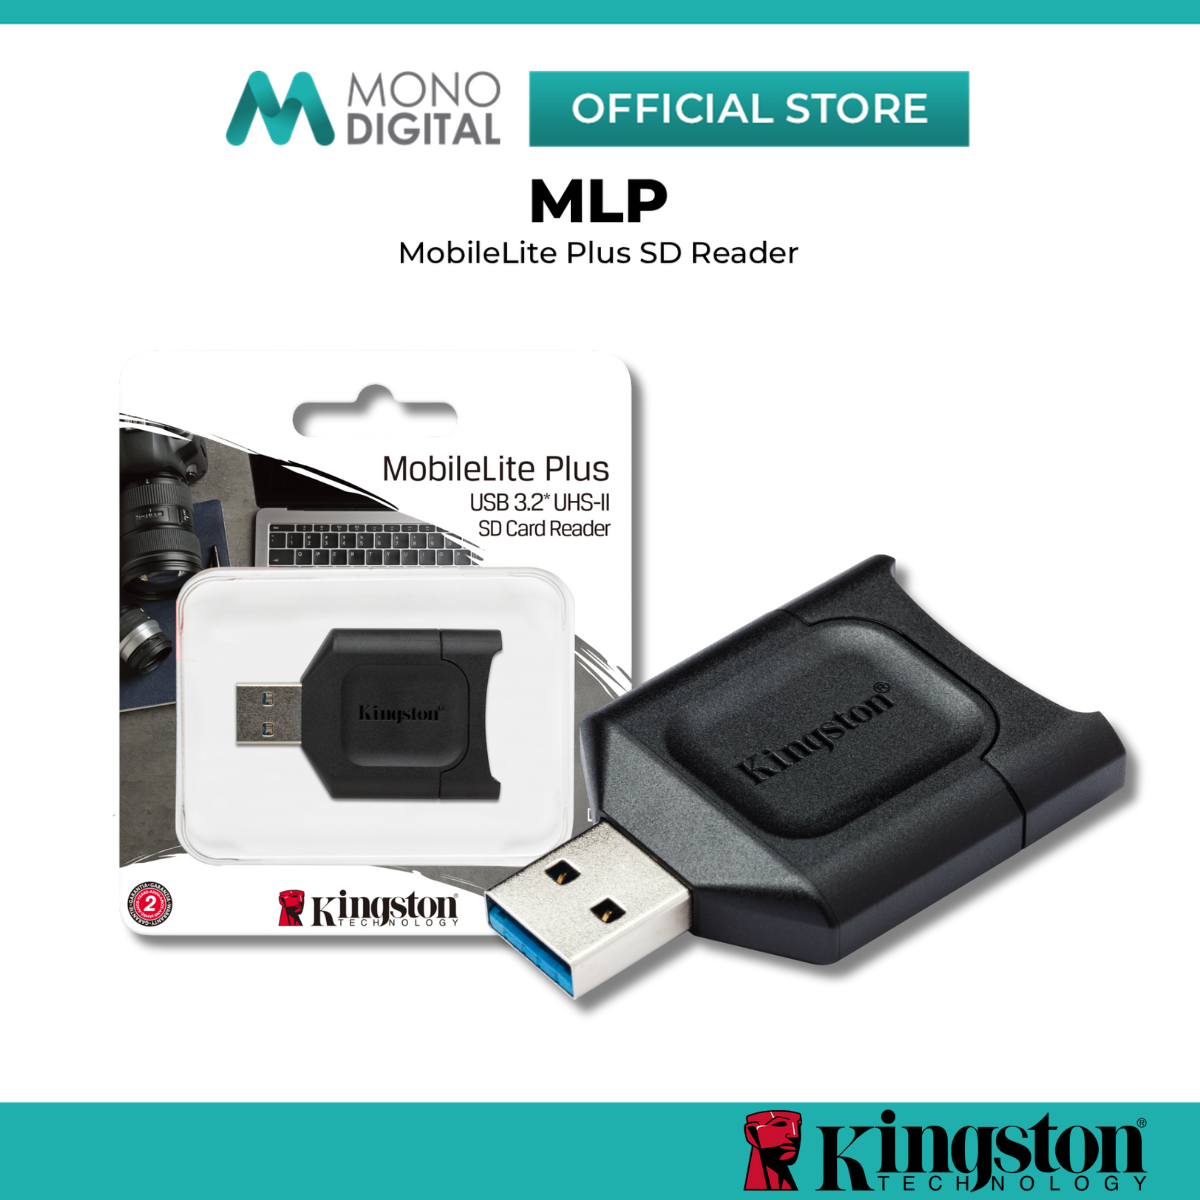 MONO
DIGITAL
OFFICIAL STORE
MLP
MobileLite Plus SD Reader
MobileLite Plus
USB 3.2* UHS-II
SD Card Reader
Kingston®
Kingston®
2
Kingston
TECHNOLOGY
Kingston®
TECHNOLOGY